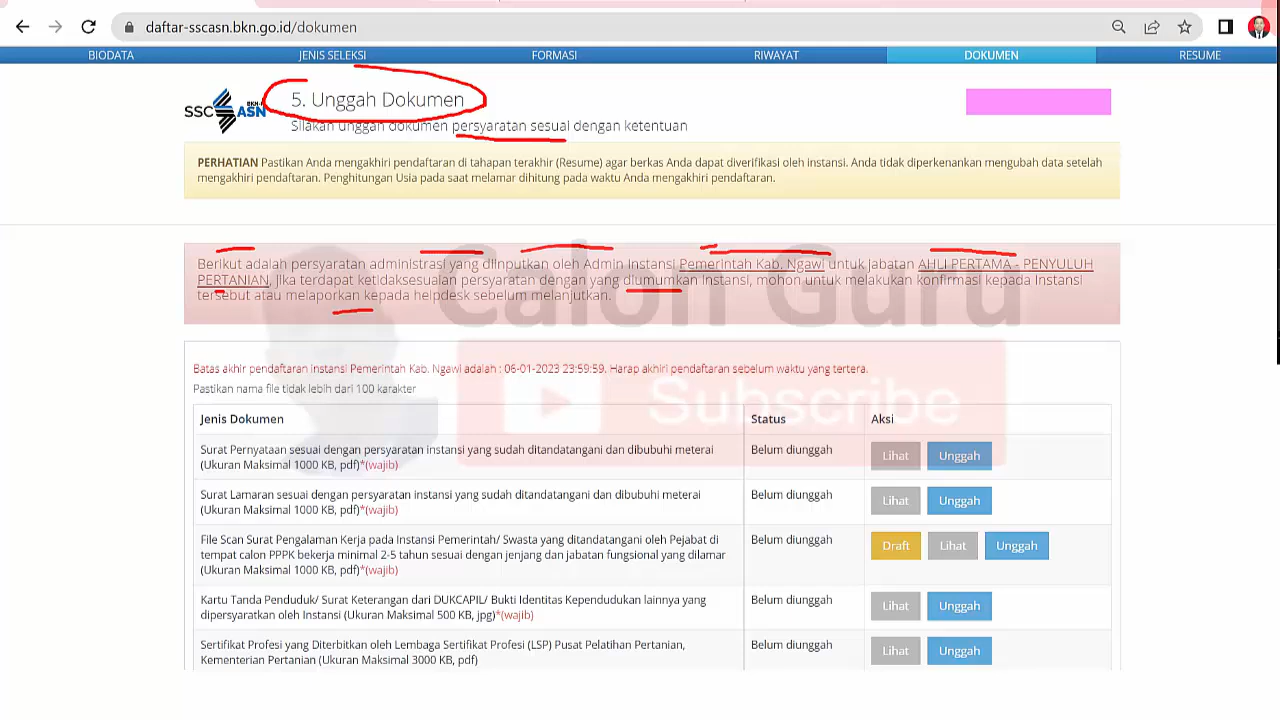 daftar-sscasn.bkn.go.id/dokumen
BIODATA
JENIS SELEKSI
FORMASI
RIWAYAT
DOKUMEN
RESUME
SSC ASN BKN
5. Unggah Dokumen
Silakan unggah dokumen persyaratan sesuai dengan ketentuan
PERHATIAN Pastikan Anda mengakhiri pendaftaran di tahapan terakhir (Resume) agar berkas Anda dapat diverifikasi oleh instansi. Anda tidak diperkenankan mengubah data setelah
mengakhiri pendaftaran. Penghitungan Usia pada saat melamar dihitung pada waktu Anda mengakhiri pendaftaran.
Berikut adalah persyaratan administrasi yang diinputkan oleh Admin Instansi Pemerintah Kab. Ngawi untuk jabatan AHLI PERTAMA - PENYULUH
PERTANIAN, Jika terdapat ketidaksesuaian persyaratan dengan yang diumumkan instansi, mohon untuk melakukan konfirmasi kepada instansi
tersebut atau melaporkan kepada helpdesk sebelum melanjutkan.
Calon Guru
Subscribe
Batas akhir pendaftaran instansi Pemerintah Kab. Ngawi adalah : 06-01-2023 23:59:59. Harap akhiri pendaftaran sebelum waktu yang tertera.
Pastikan nama file tidak lebih dari 100 karakter
Jenis Dokumen Status Aksi
Surat Pernyataan sesuai dengan persyaratan instansi yang sudah ditandatangani dan dibubuhi meterai
(Ukuran Maksimal 1000 KB, pdf)*(wajib)
Belum diunggah
Lihat Unggah
Surat Lamaran sesuai dengan persyaratan instansi yang sudah ditandatangani dan dibubuhi meterai
(Ukuran Maksimal 1000 KB, pdf)*(wajib)
Belum diunggah
Lihat Unggah
File Scan Surat Pengalaman Kerja pada Instansi Pemerintah/ Swasta yang ditandatangani oleh Pejabat di
tempat calon PPPK bekerja minimal 2-5 tahun sesuai dengan jenjang dan jabatan fungsional yang dilamar
(Ukuran Maksimal 1000 KB, pdf)*(wajib)
Belum diunggah
Draft Lihat Unggah
Kartu Tanda Penduduk/ Surat Keterangan dari DUKCAPIL/ Bukti Identitas Kependudukan lainnya yang
dipersyaratkan oleh Instansi (Ukuran Maksimal 500 KB, jpg)*(wajib)
Belum diunggah
Lihat Unggah
Sertifikat Profesi yang Diterbitkan oleh Lembaga Sertifikat Profesi (LSP) Pusat Pelatihan Pertanian,
Kementerian Pertanian (Ukuran Maksimal 3000 KB, pdf)
Belum diunggah
Lihat Unggah